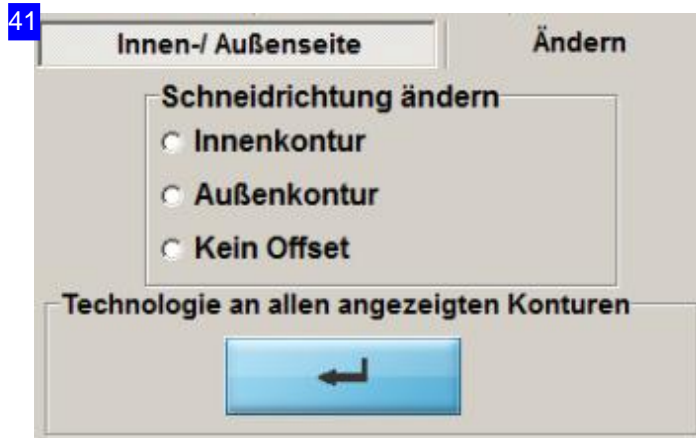 41
Innen-/ Außenseite Ändern
Schneidrichtung ändern
Innenkontur
Außenkontur
Kein Offset
Technologie an allen angezeigten Konturen